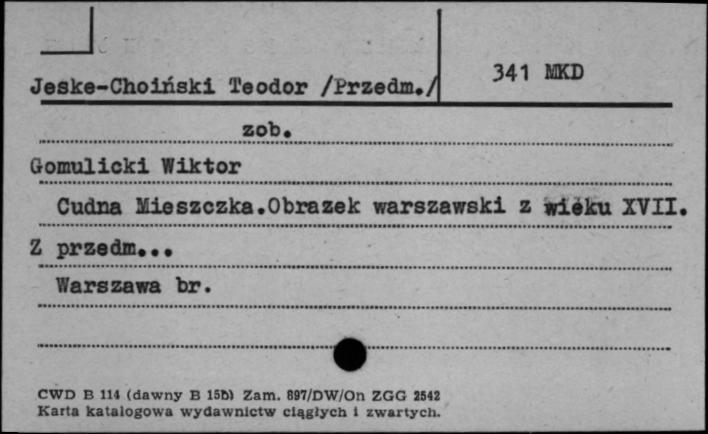 Jeske-Choiński Teodor /Przedm./
341 MKD
zob.
Gomulicki Wiktor
Cudna Mieszczka.Obrazek warszawski z wieku XVII.
Z przedm...
Warszawa br.
CWD B 114 (dawny B 15b) Zam. 897/DW/On ZGG 2542
Karta katalogowa wydawnictw ciągłych i zwartych.